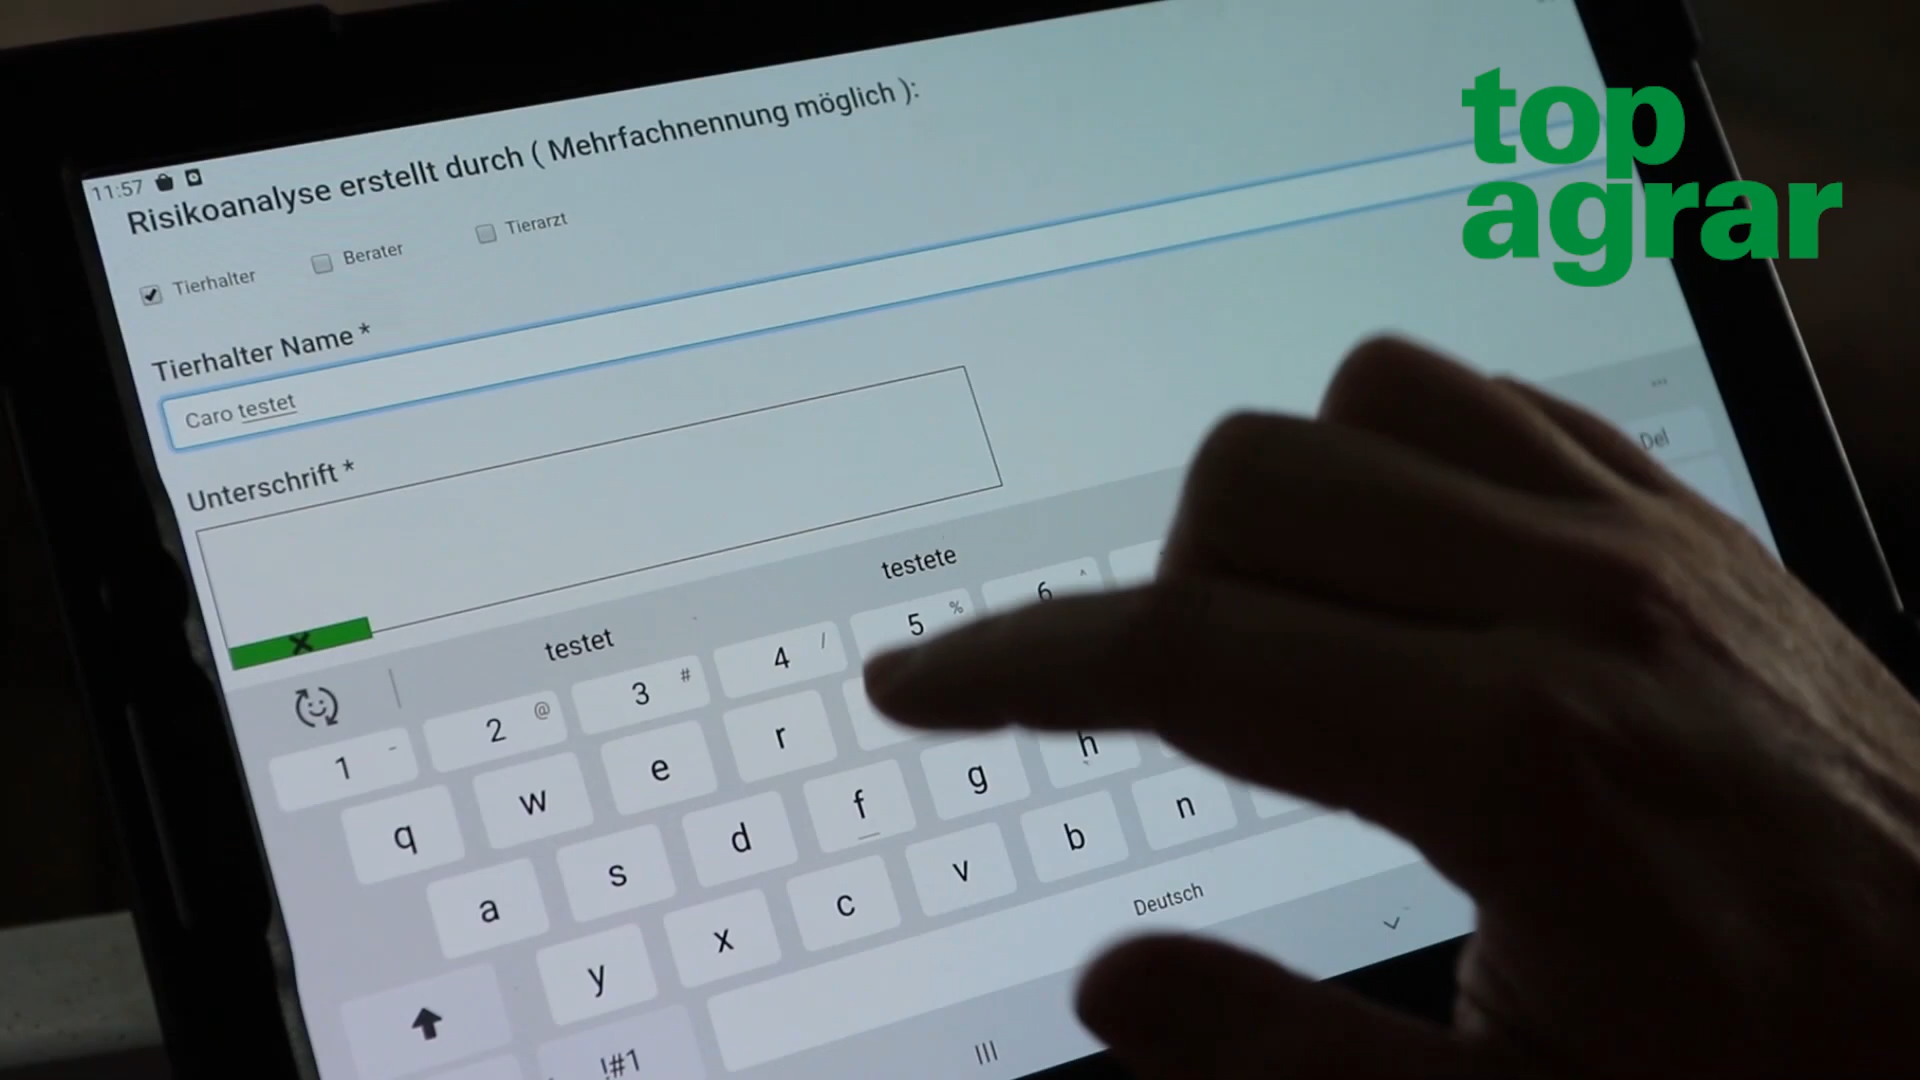 top
agrar
11:57
Risikoanalyse erstellt durch ( Mehrfachnennung möglich ):
Tierhalter Berater Tierarzt
Tierhalter Name *
Caro testet
Unterschrift *
X
testet testete
Del
1 - 2 @ 3 # 4 / 5 % 6 ^
q w e r
a s d f g h
y x c v b n
!#1 Deutsch